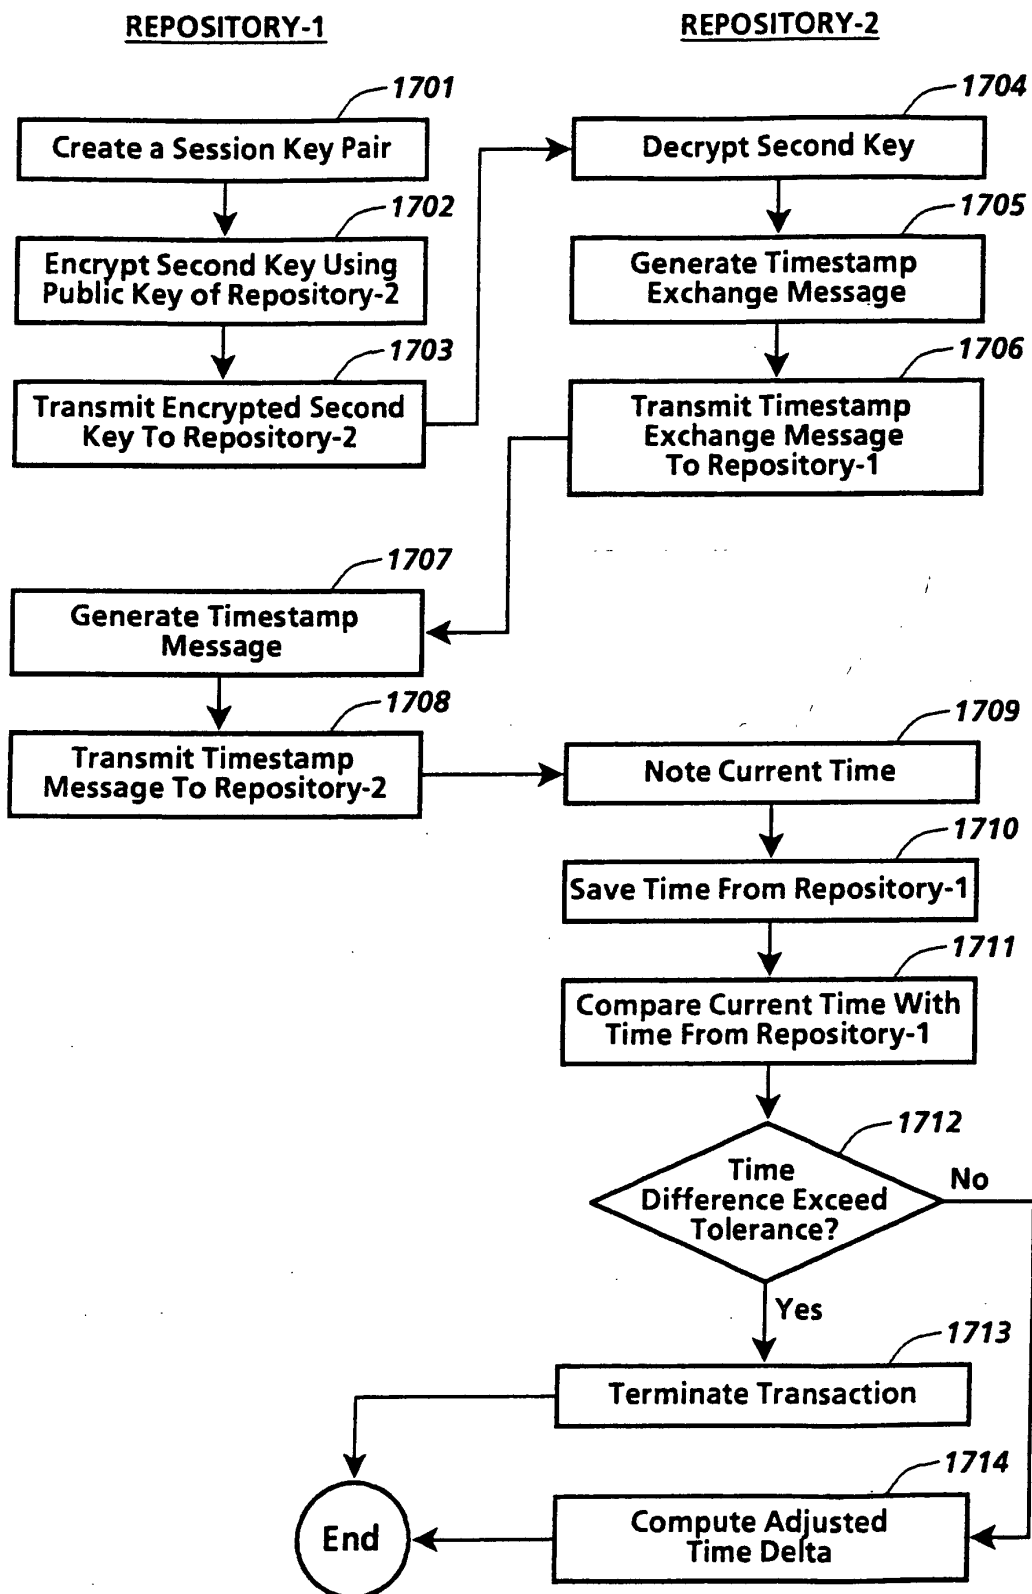 REPOSITORY-1
REPOSITORY-2
1701
Create a Session Key Pair
1702
Encrypt Second Key Using
Public Key of Repository-2
1703
Transmit Encrypted Second
Key To Repository-2
1704
Decrypt Second Key
1705
Generate Timestamp
Exchange Message
1706
Transmit Timestamp
Exchange Message
To Repository-1
1707
Generate Timestamp
Message
1708
Transmit Timestamp
Message To Repository-2
1709
Note Current Time
1710
Save Time From Repository-1
1711
Compare Current Time With
Time From Repository-1
1712
Time
Difference Exceed
Tolerance?
No
Yes
1713
Terminate Transaction
1714
Compute Adjusted
Time Delta
End